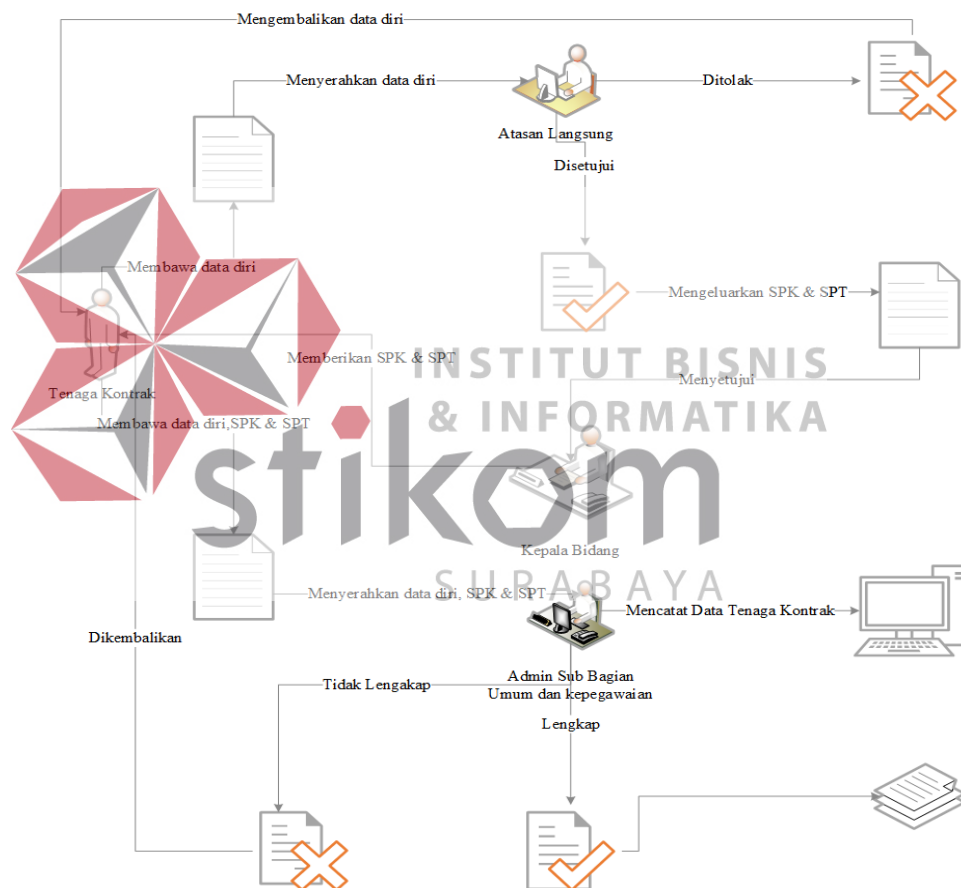 Mengembalikan data diri
Menyerahkan data diri
Ditolak
Atasan Langsung
Disetujui
Membawa data diri
Mengeluarkan SPK & SPT
Memberikan SPK & SPT
INSTITUT BISNIS
Menyetujui
Tenaga Kontrak
& INFORMATIKA
Membawa data diri,SPK & SPT
stikom
Kepala Bidang
SURABAYA
Menyerahkan data diri, SPK & SPT
Mencatat Data Tenaga Kontrak
Dikembalikan
Admin Sub Bagian
Umum dan kepegawaian
Tidak Lengakap
Lengkap